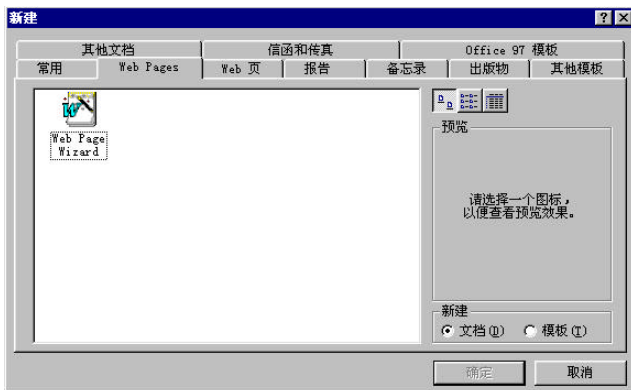 新建
其他文档 信函和传真 Office 97 模板
常用 Web Pages Web 页 报告 备忘录 出版物 其他模板
Web Page
Wizard
预览
请选择一个图标，
以便查看预览效果。
新建
文档(D) 模板(T)
确定 取消